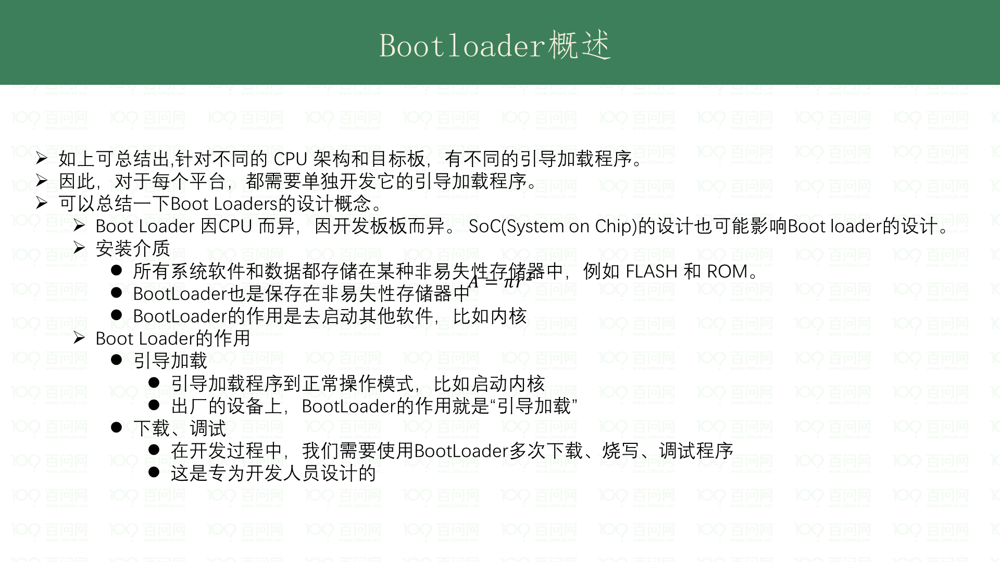 Bootloader概述
如上可总结出,针对不同的 CPU 架构和目标板，有不同的引导加载程序。
因此，对于每个平台，都需要单独开发它的引导加载程序。
可以总结一下Boot Loaders的设计概念。
Boot Loader 因CPU 而异，因开发板板而异。 SoC(System on Chip)的设计也可能影响Boot loader的设计。
安装介质
所有系统软件和数据都存储在某种非易失性存储器中，例如 FLASH 和 ROM。
A = πr²
BootLoader也是保存在非易失性存储器中
BootLoader的作用是去启动其他软件，比如内核
Boot Loader的作用
引导加载
引导加载程序到正常操作模式，比如启动内核
出厂的设备上，BootLoader的作用就是“引导加载”
下载、调试
在开发过程中，我们需要使用BootLoader多次下载、烧写、调试程序
这是专为开发人员设计的
百问网
www.100ask.net